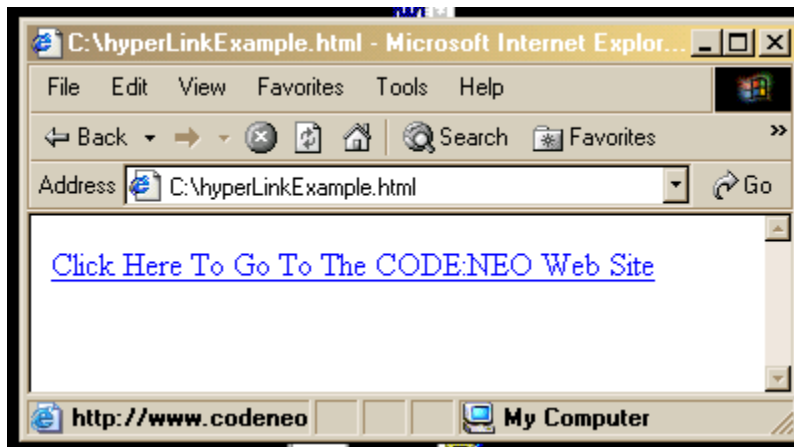 C:\hyperLinkExample.html - Microsoft Internet Explor...
File Edit View Favorites Tools Help
Back Search Favorites »
Address C:\hyperLinkExample.html Go
Click Here To Go To The CODE:NEO Web Site
http://www.codeneo My Computer